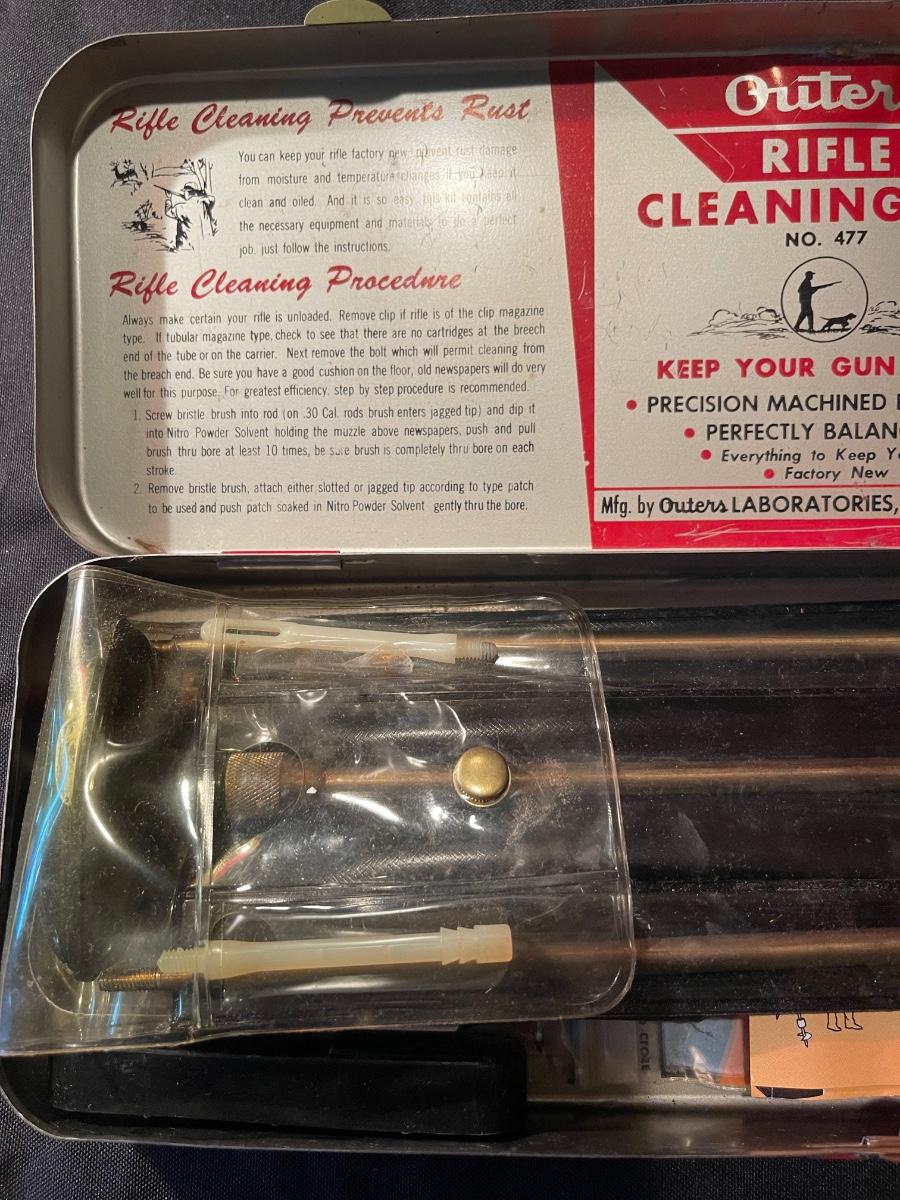 Rifle Cleaning Prevents Rust
You can keep your rifle factory new prevent rust damage
from moisture and temperature changes if you keep it
clean and oiled. And it is so easy, this kit contains all
the necessary equipment and materials to do a perfect
job. just follow the instructions.
Rifle Cleaning Procedure
Always make certain your rifle is unloaded. Remove clip if rifle is of the clip magazine
type. If tubular magazine type, check to see that there are no cartridges at the breech
end of the tube or on the carrier. Next remove the bolt which will permit cleaning from
the breach end. Be sure you have a good cushion on the floor, old newspapers will do very
well for this purpose. For greatest efficiency. step by step procedure is recommended.
1. Screw bristle brush into rod (on .30 Cal. rods brush enters jagged tip) and dip it
into Nitro Powder Solvent holding the muzzle above newspapers, push and pull
brush thru bore at least 10 times, be sure brush is completely thru bore on each
stroke.
2. Remove bristle brush, attach either slotted or jagged tip according to type patch
to be used and push patch soaked in Nitro Powder Solvent gently thru the bore.
Outer
RIFLE
CLEANING
NO. 477
KEEP YOUR GUN
• PRECISION MACHINED
• PERFECTLY BALAN
• Everything to Keep Y
• Factory New
Mfg. by Outers LABORATORIES,